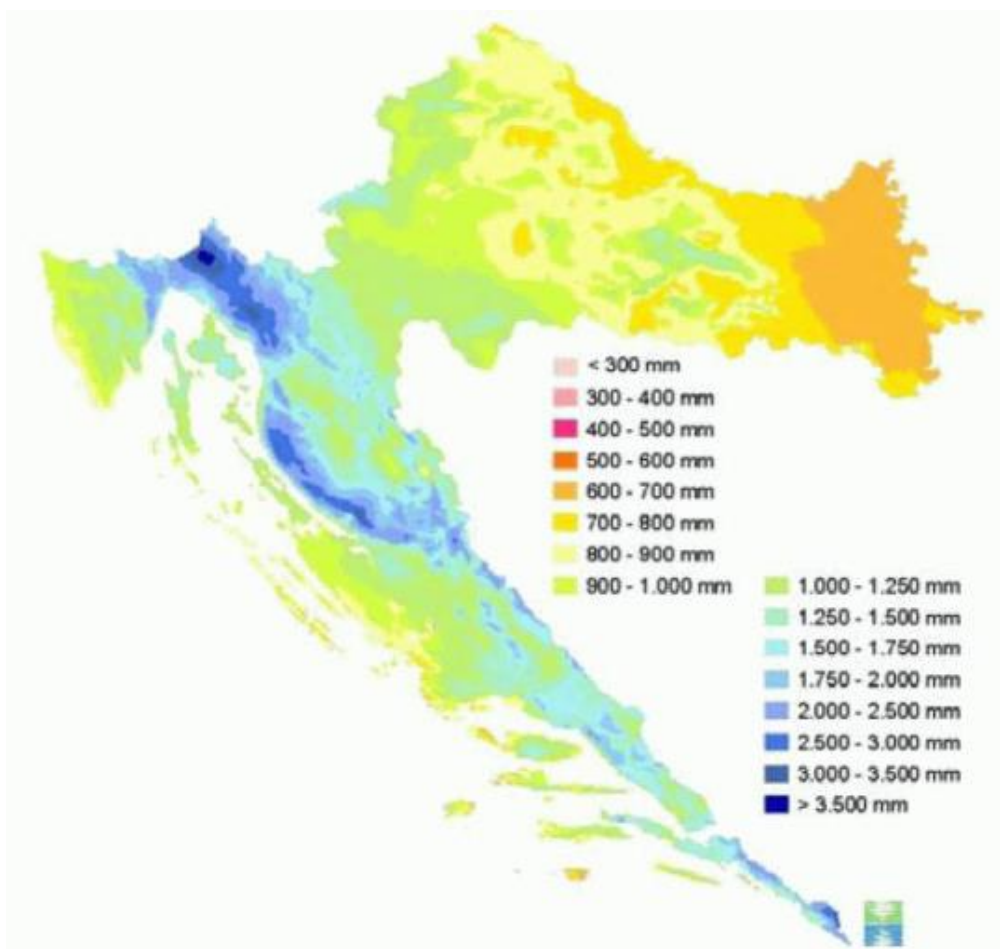 < 300 mm
300 - 400 mm
400 - 500 mm
500 - 600 mm
600 - 700 mm
700 - 800 mm
800 - 900 mm
900 - 1.000 mm
1.000 - 1.250 mm
1.250 - 1.500 mm
1.500 - 1.750 mm
1.750 - 2.000 mm
2.000 - 2.500 mm
2.500 - 3.000 mm
3.000 - 3.500 mm
> 3.500 mm